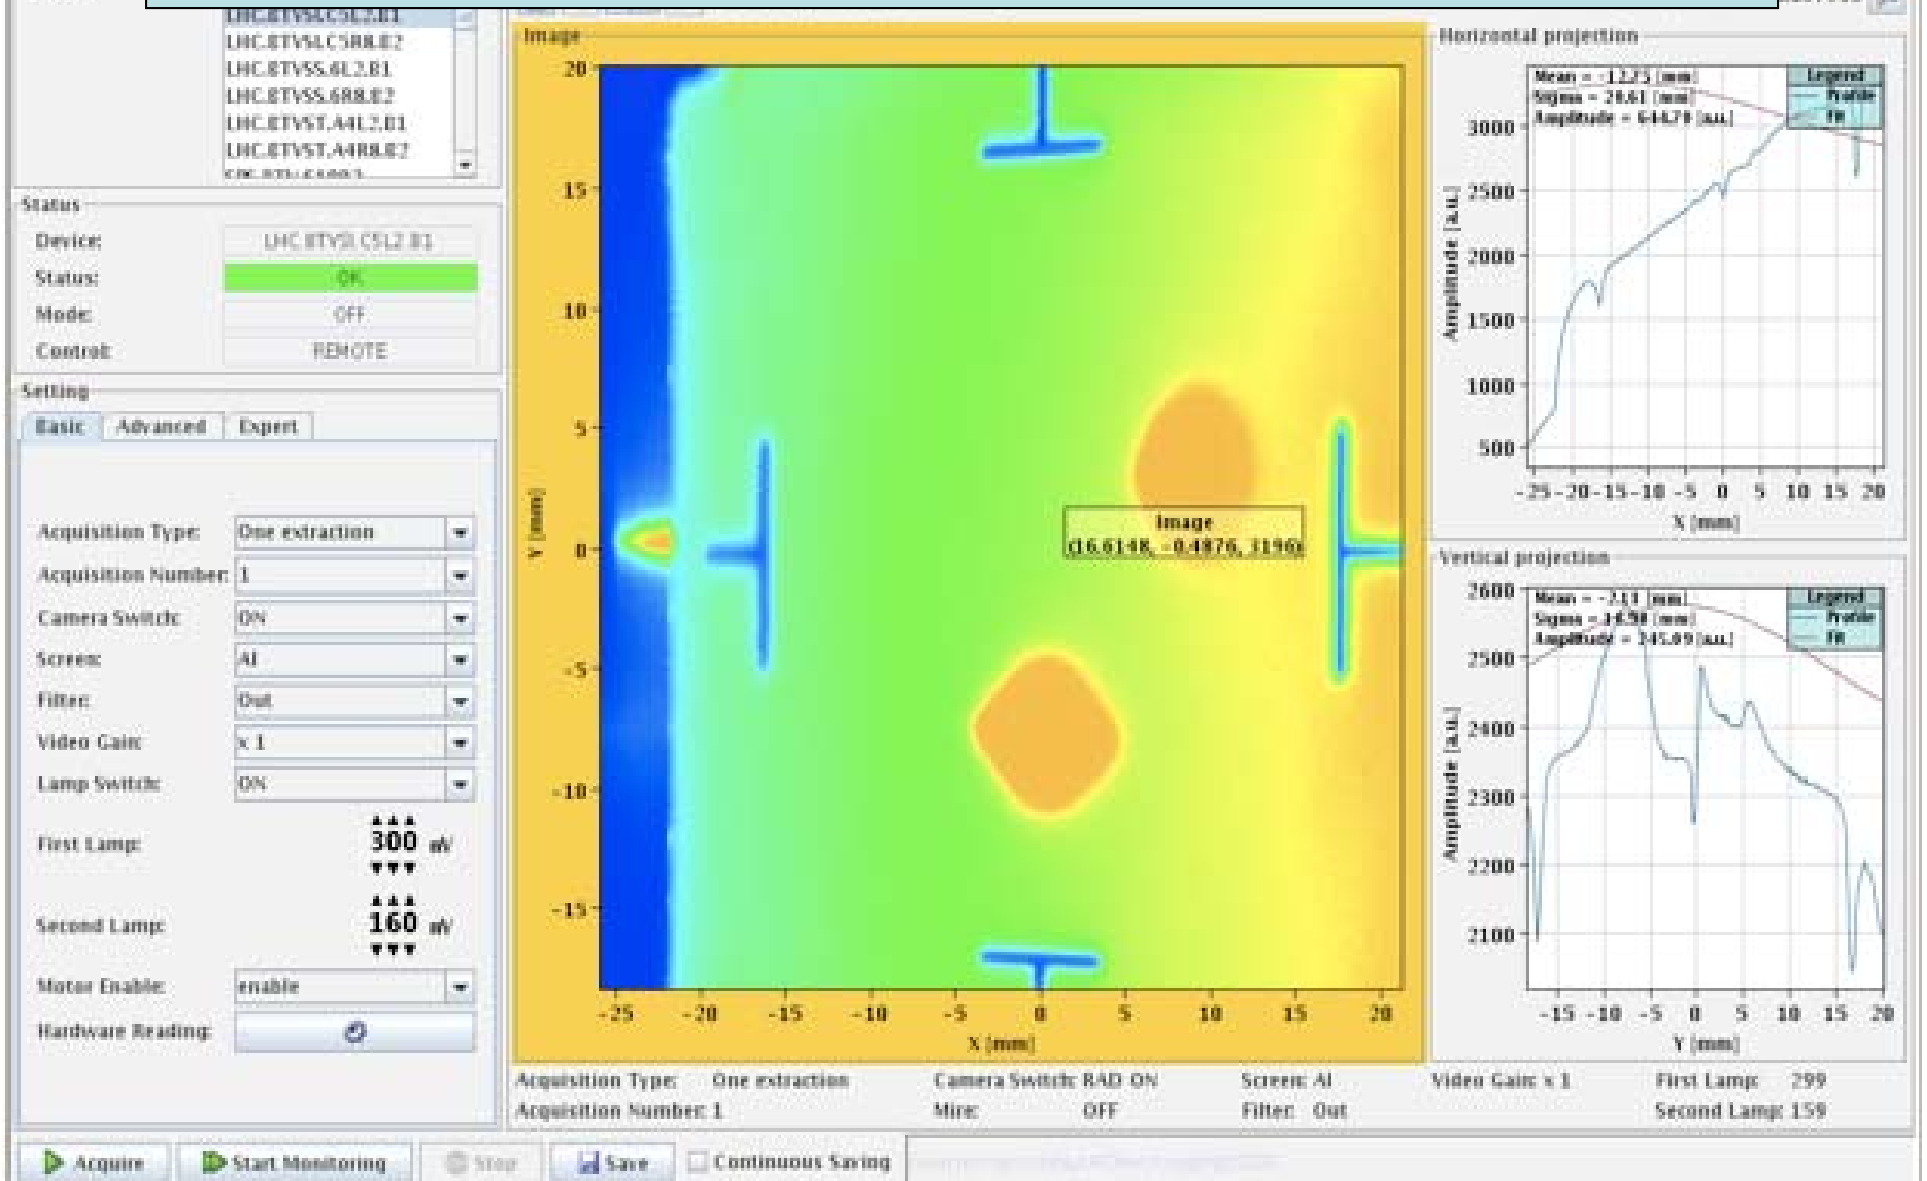 LHC.BTVSI.C5L2.B1
LHC.BTVSI.C5R8.B2
LHC.BTVSS.6L2.B1
LHC.BTVSS.6R8.B2
LHC.BTVST.A4L2.B1
LHC.BTVST.A4R8.B2
Status
Device: LHC.BTVSI.C5L2.B1
Status: OK
Mode: OFF
Control: REMOTE
Setting
Basic Advanced Expert
Acquisition Type: One extraction
Acquisition Number: 1
Camera Switch: ON
Screen: Al
Filter: Out
Video Gain: x 1
Lamp Switch: ON
First Lamp: 300 mV
Second Lamp: 160 mV
Motor Enable: enable
Hardware Reading:
Image
20
15
10
5
0
-5
-10
-15
Y [mm]
Image
(16.6148, -0.4876, 3196)
-25 -20 -15 -10 -5 0 5 10 15 20
X [mm]
Horizontal projection
Mean = -12.25 [mm]
Sigma = 20.61 [mm]
Amplitude = 644.70 [a.u.]
Legend
Profile
Fit
3000
2500
2000
1500
1000
500
Amplitude [a.u.]
-25 -20 -15 -10 -5 0 5 10 15 20
X [mm]
Vertical projection
Mean = [mm]
Sigma = [mm]
Amplitude = 245.09 [a.u.]
Legend
Profile
Fit
2600
2500
2400
2300
2200
2100
Amplitude [a.u.]
-15 -10 -5 0 5 10 15 20
Y [mm]
Acquisition Type: One extraction Camera Switch: RAD ON Screen: Al Video Gain: x 1 First Lamp: 299
Acquisition Number: 1 Mire: OFF Filter: Out Second Lamp: 159
Acquire Start Monitoring Stop Save Continuous Saving